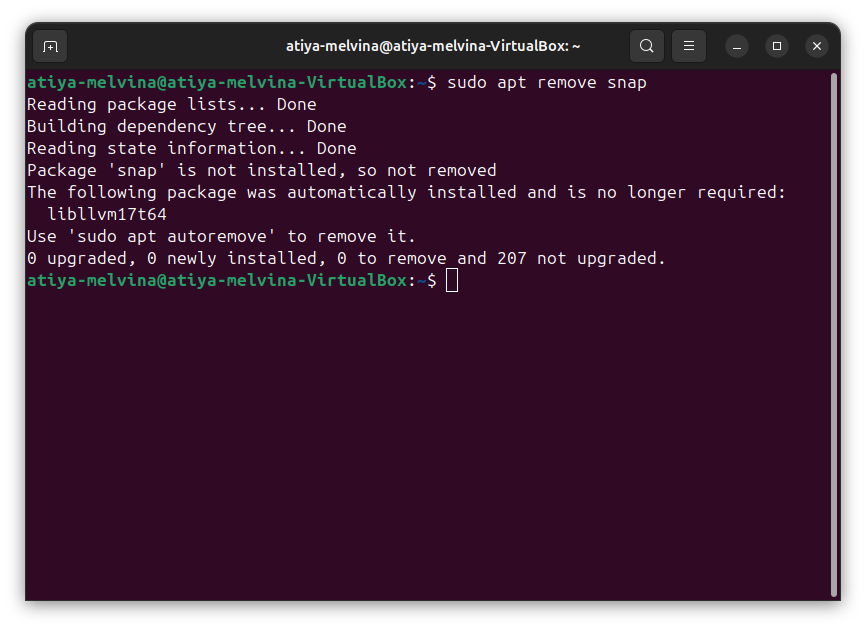 atiya-melvina@atiya-melvina-VirtualBox: ~
atiya-melvina@atiya-melvina-VirtualBox:~$ sudo apt remove snap
Reading package lists... Done
Building dependency tree... Done
Reading state information... Done
Package 'snap' is not installed, so not removed
The following package was automatically installed and is no longer required:
  libllvm17t64
Use 'sudo apt autoremove' to remove it.
0 upgraded, 0 newly installed, 0 to remove and 207 not upgraded.
atiya-melvina@atiya-melvina-VirtualBox:~$